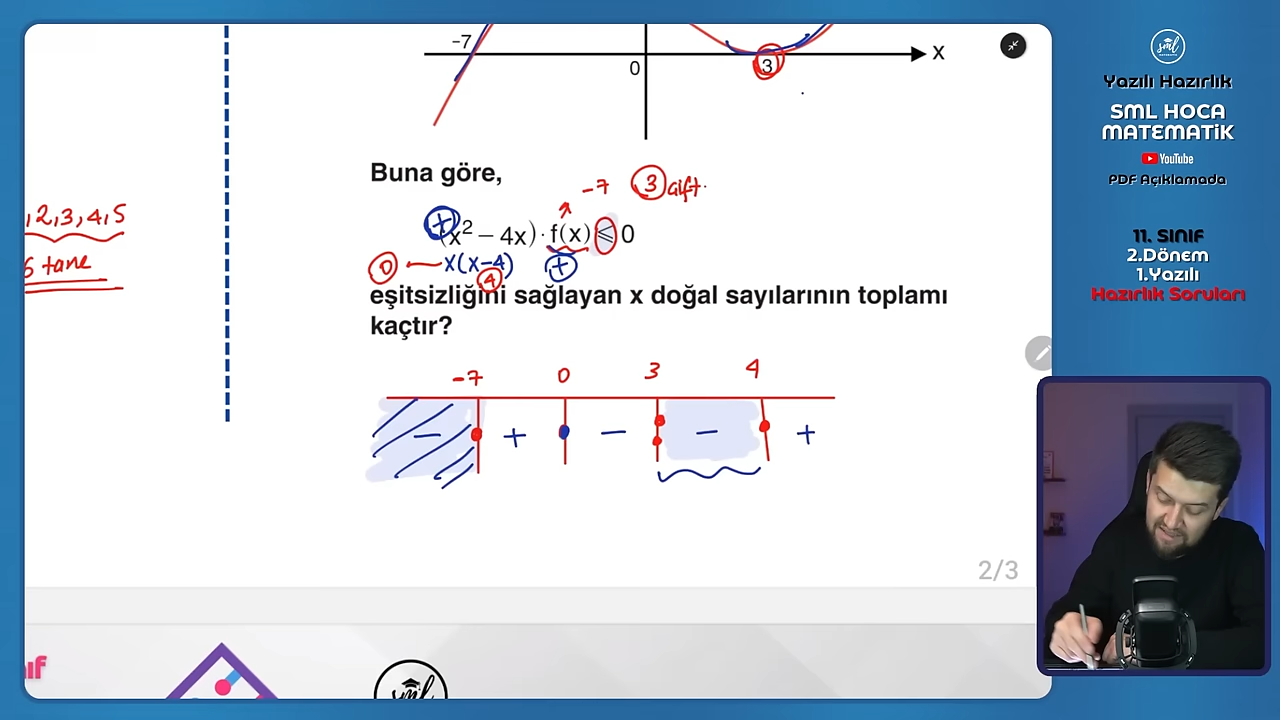 -7
0
3
x
Buna göre,
-7 3 çift
+
(x² − 4x) · f(x) ⩽ 0
0 x(x-4) +
4
eşitsizliğini sağlayan x doğal sayılarının toplamı
kaçtır?
-7 0 3 4
- + - - +
,2,3,4,5
tane
2/3
sml
sml
Yazılı Hazırlık
SML HOCA
MATEMATİK
YouTube
PDF Açıklamada
11. SINIF
2.Dönem
1.Yazılı
Hazırlık Soruları